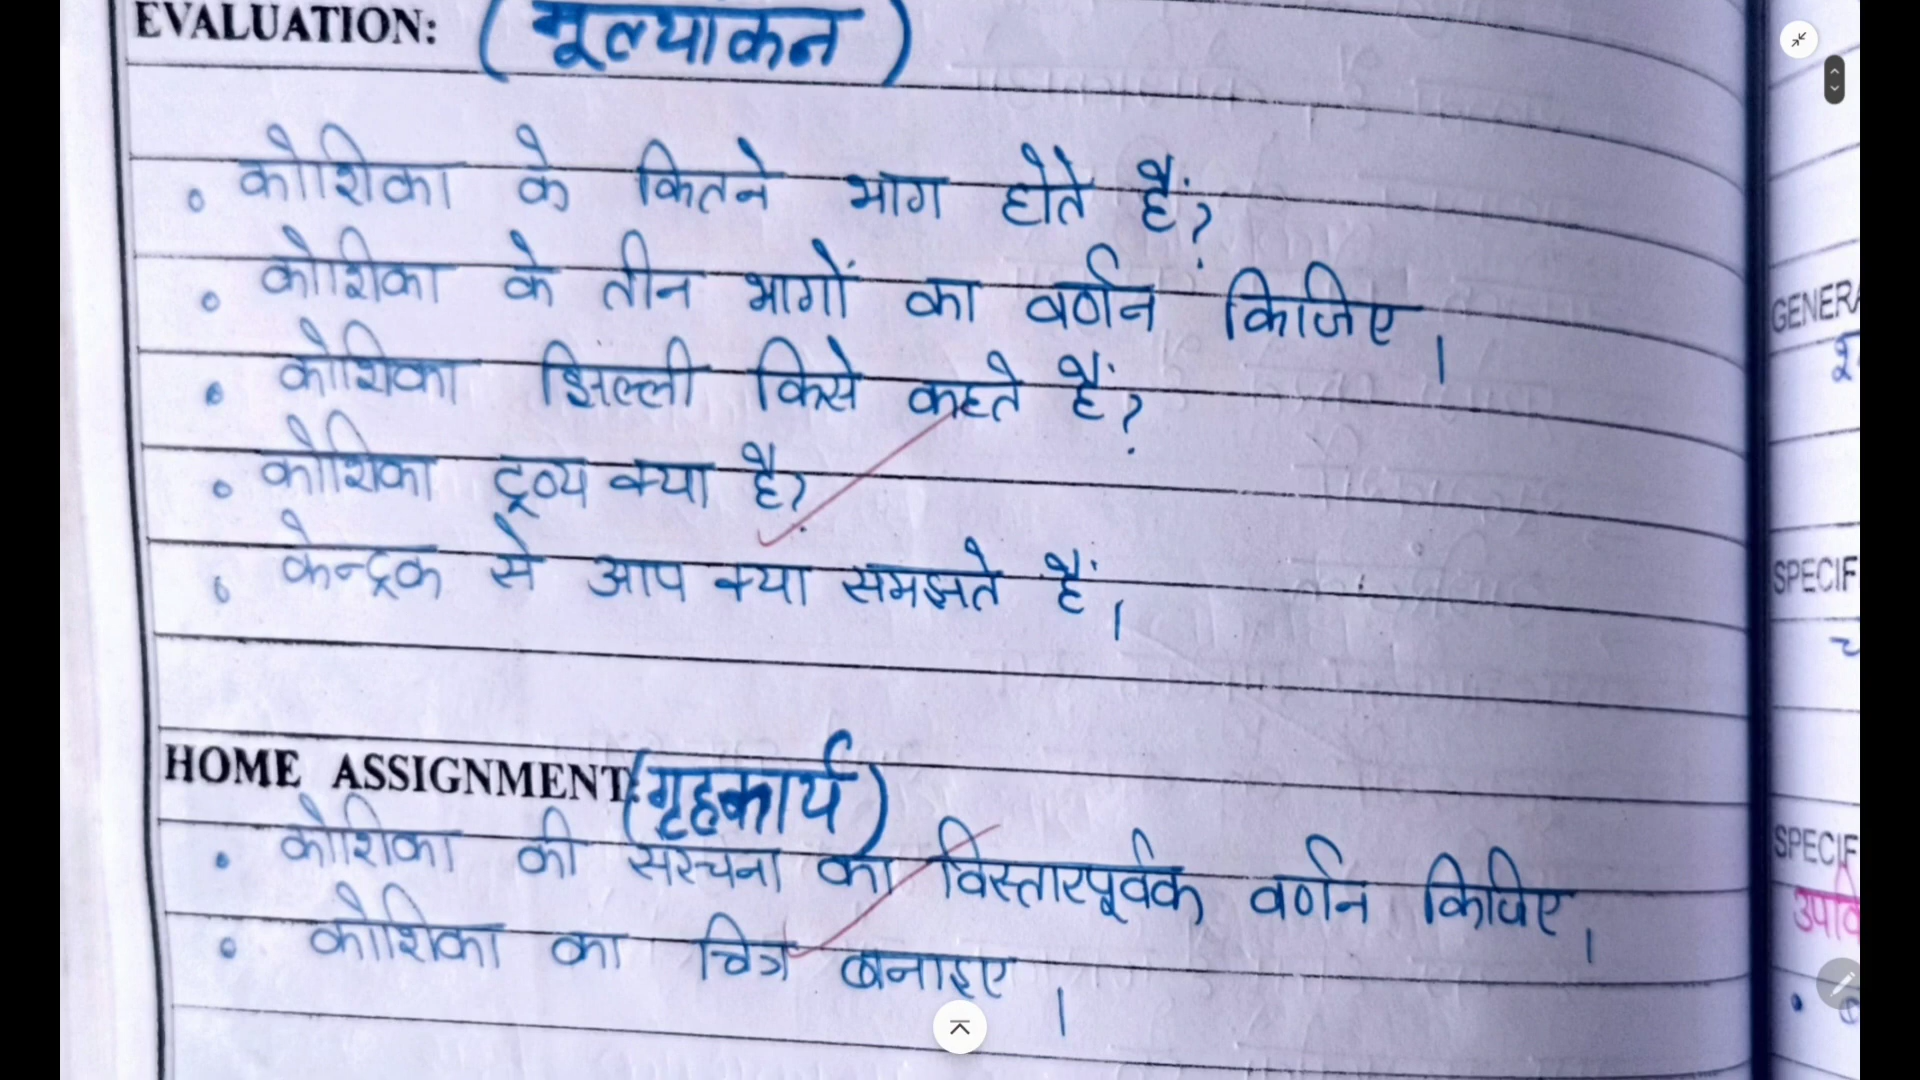 EVALUATION: (मूल्यांकन)
• कोशिका के कितने भाग होते हैं?
• कोशिका के तीन भागों का वर्णन किजिए।
• कोशिका झिल्ली किसे कहते हैं?
• कोशिका द्रव्य क्या है?
• केन्द्रक से आप क्या समझते हैं।
HOME ASSIGNMENT: (गृहकार्य)
• कोशिका की संरचना का विस्तारपूर्वक वर्णन किजिए।
• कोशिका का चित्र बनाइए।
GENERA
SPECIF
SPECIF